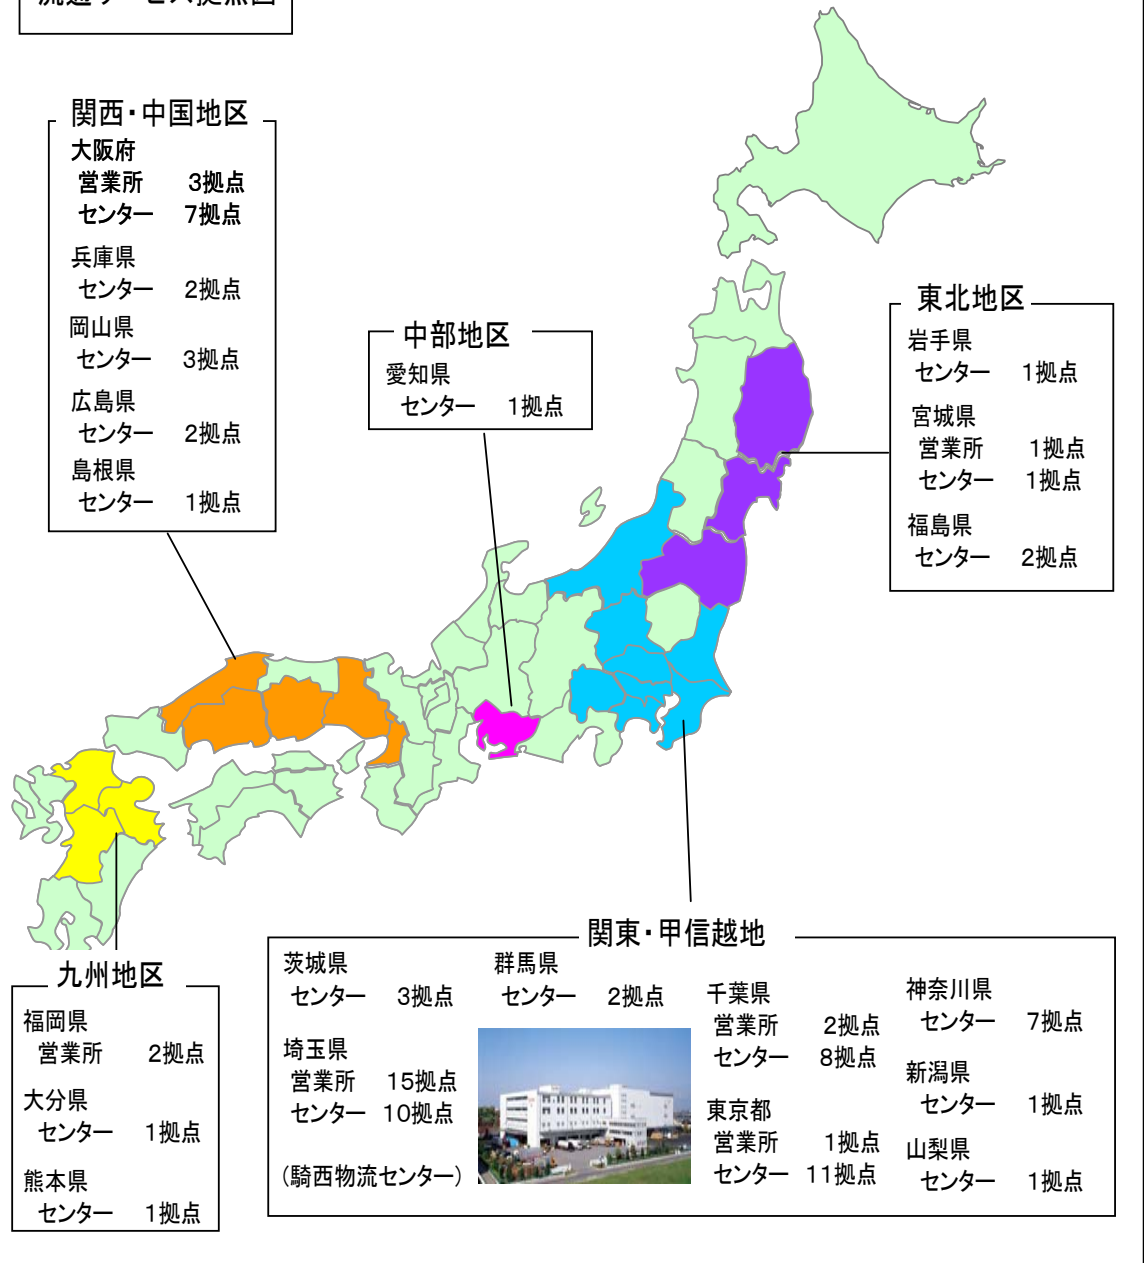 関西・中国地区
大阪府
営業所 3拠点
センター 7拠点
兵庫県
センター 2拠点
岡山県
センター 3拠点
広島県
センター 2拠点
島根県
センター 1拠点
中部地区
愛知県
センター 1拠点
東北地区
岩手県
センター 1拠点
宮城県
営業所 1拠点
センター 1拠点
福島県
センター 2拠点
九州地区
福岡県
営業所 2拠点
大分県
センター 1拠点
熊本県
センター 1拠点
関東・甲信越地
茨城県
センター 3拠点
埼玉県
営業所 15拠点
センター 10拠点
(騎西物流センター)
群馬県
センター 2拠点
千葉県
営業所 2拠点
センター 8拠点
東京都
営業所 1拠点
センター 11拠点
神奈川県
センター 7拠点
新潟県
センター 1拠点
山梨県
センター 1拠点